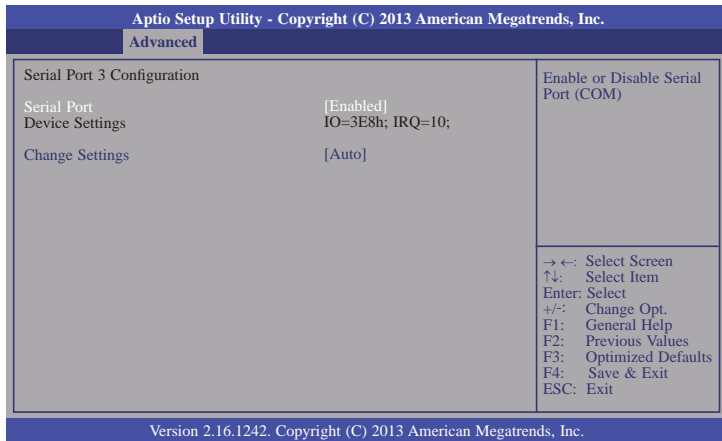 Aptio Setup Utility - Copyright (C) 2013 American Megatrends, Inc.
Advanced
Serial Port 3 Configuration
Serial Port [Enabled]
Device Settings IO=3E8h; IRQ=10;
Change Settings [Auto]
Enable or Disable Serial
Port (COM)
→ ←: Select Screen
↑↓: Select Item
Enter: Select
+/-: Change Opt.
F1: General Help
F2: Previous Values
F3: Optimized Defaults
F4: Save & Exit
ESC: Exit
Version 2.16.1242. Copyright (C) 2013 American Megatrends, Inc.